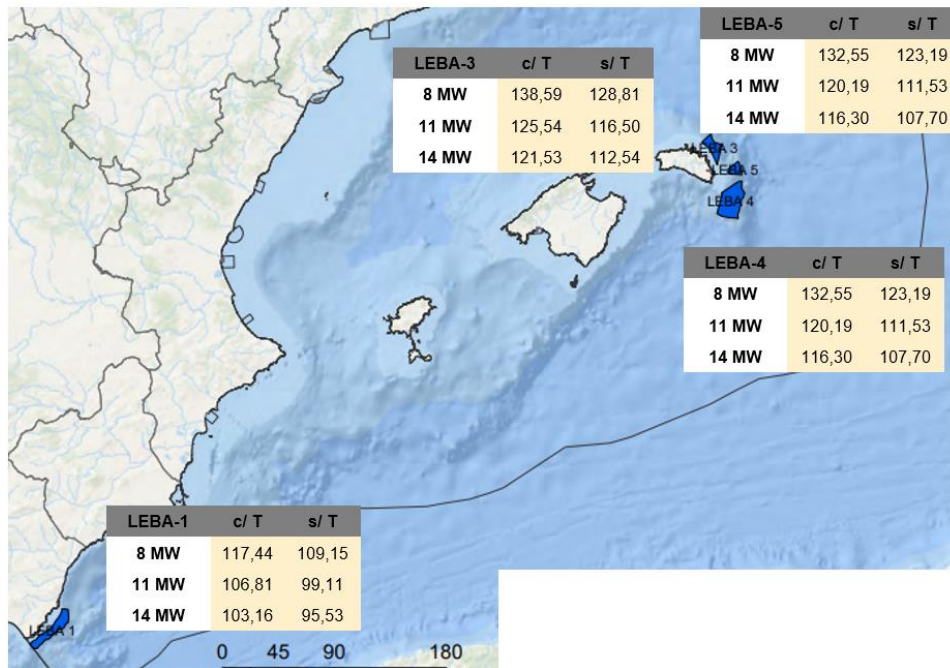 LEBA-5 c/ T s/ T
8 MW 132,55 123,19
11 MW 120,19 111,53
14 MW 116,30 107,70
LEBA-3 c/ T s/ T
8 MW 138,59 128,81
11 MW 125,54 116,50
14 MW 121,53 112,54
LEBA 3
LEBA 5
LEBA 4
LEBA-4 c/ T s/ T
8 MW 132,55 123,19
11 MW 120,19 111,53
14 MW 116,30 107,70
LEBA-1 c/ T s/ T
8 MW 117,44 109,15
11 MW 106,81 99,11
14 MW 103,16 95,53
LEBA 1
0 45 90 180